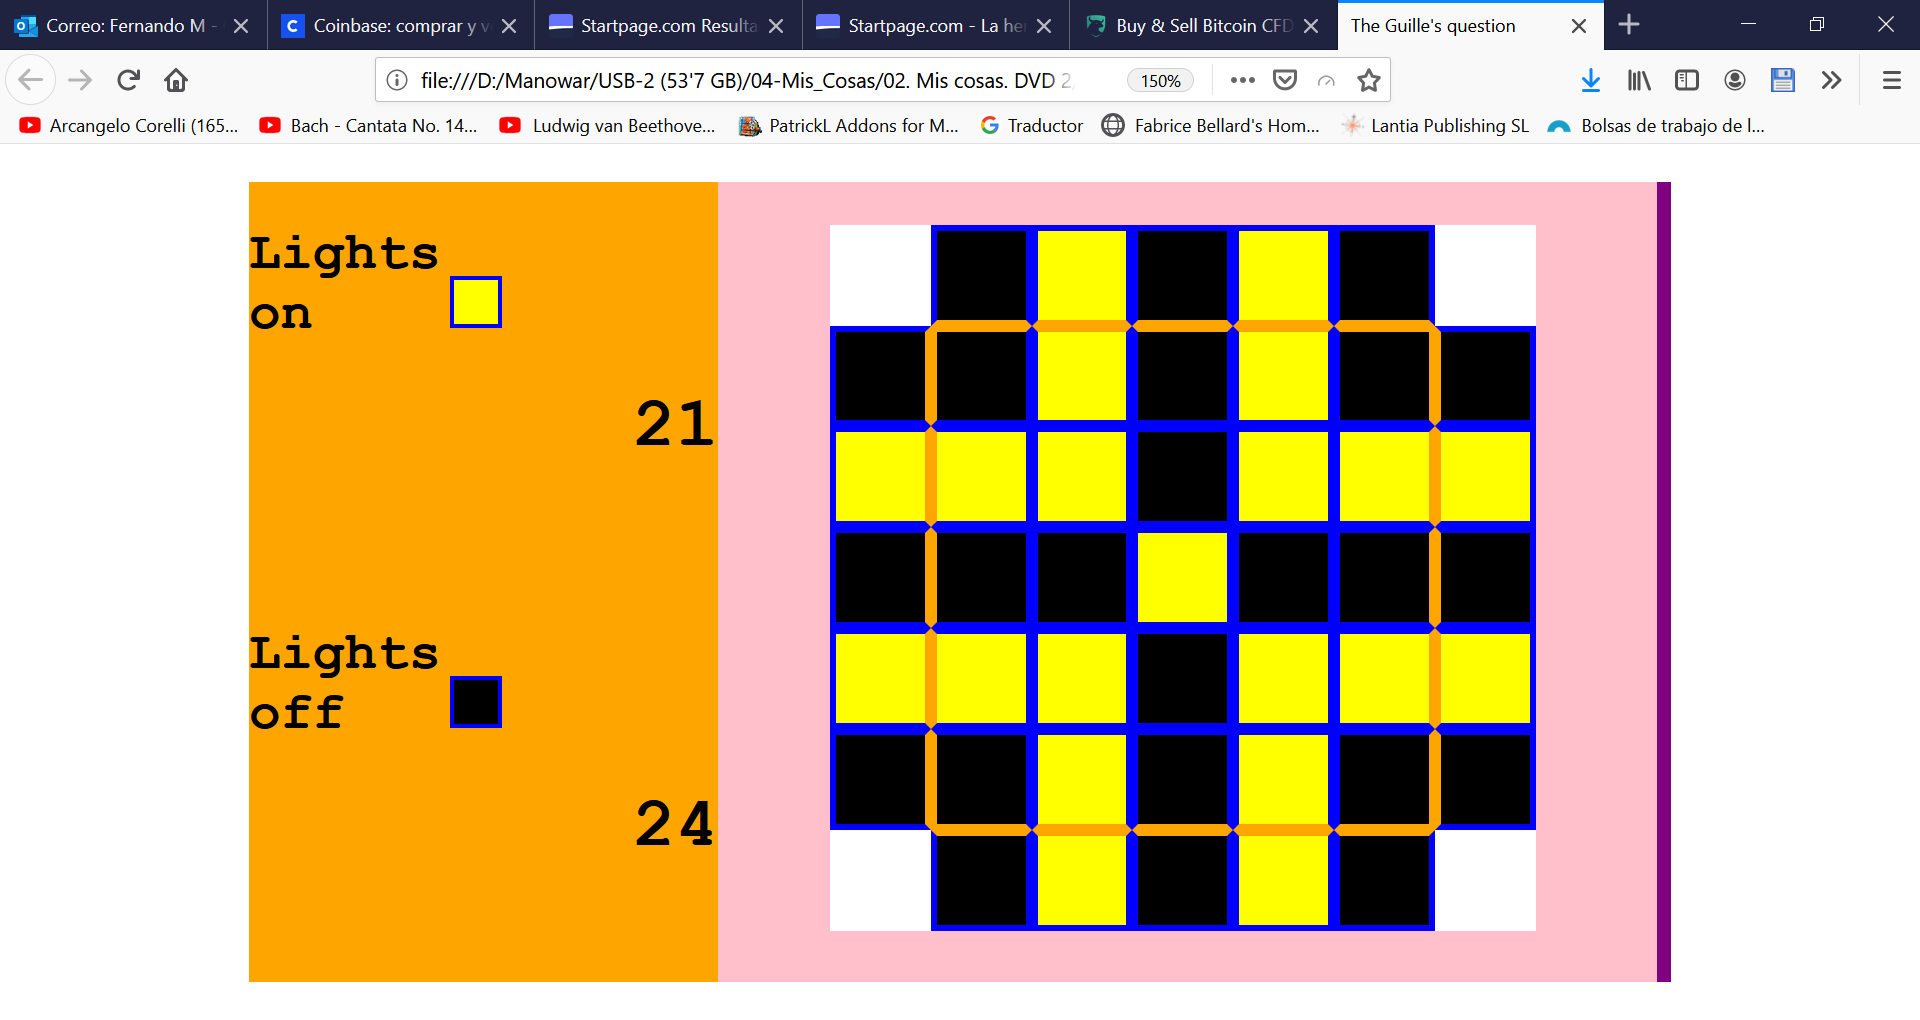 Correo: Fernando M -
Coinbase: comprar y v
Startpage.com Resulta
Startpage.com - La he
Buy & Sell Bitcoin CFD
The Guille's question
file:///D:/Manowar/USB-2 (53'7 GB)/04-Mis_Cosas/02. Mis cosas. DVD 2
150%
Arcangelo Corelli (165...
Bach - Cantata No. 14...
Ludwig van Beethove...
PatrickL Addons for M...
Traductor
Fabrice Bellard's Hom...
Lantia Publishing SL
Bolsas de trabajo de l...
Lights
on
21
Lights
off
24